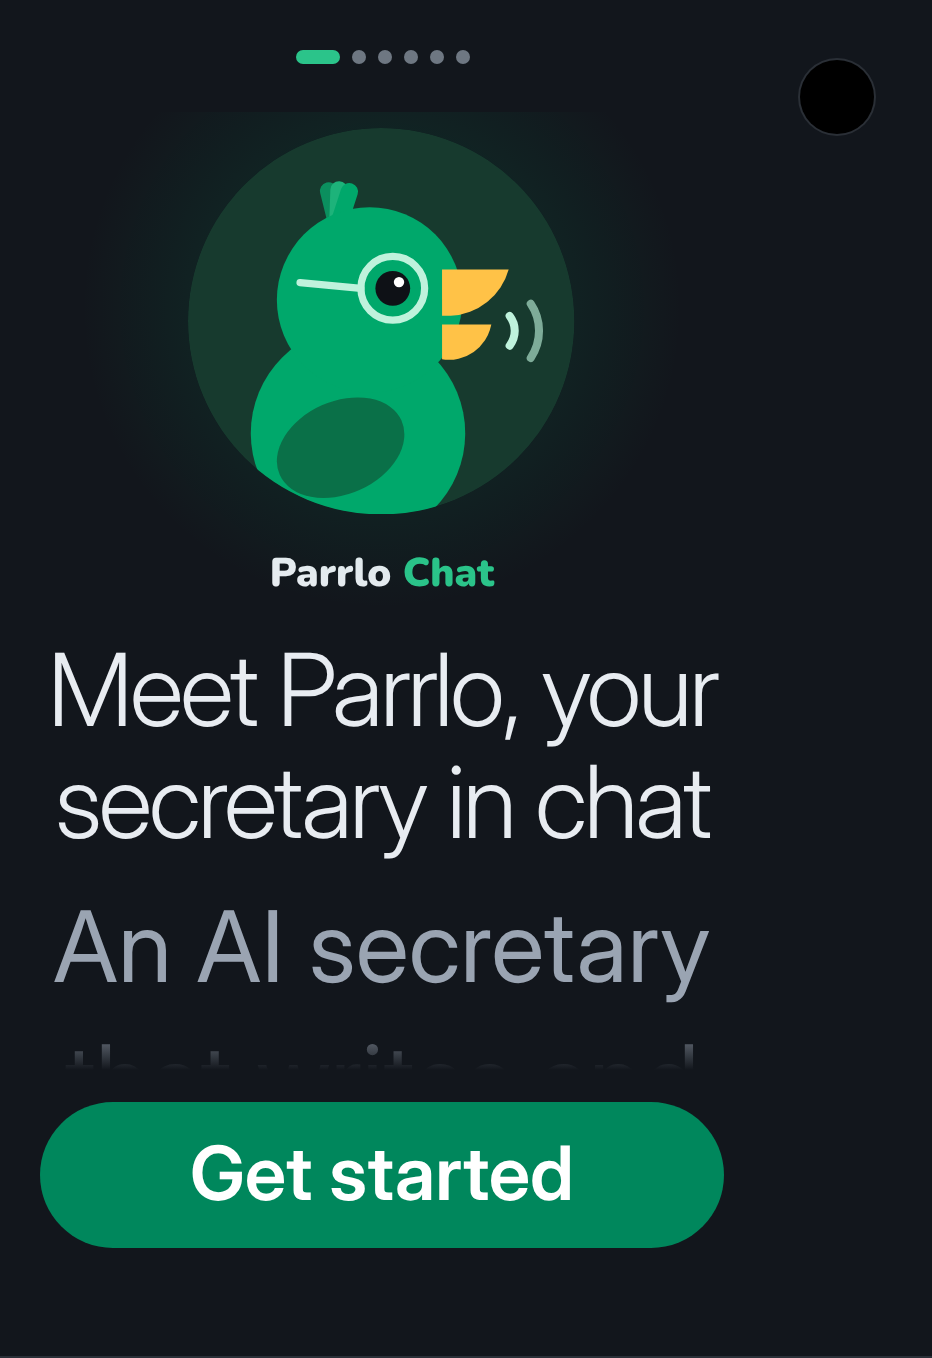 Parrlo Chat
Meet Parrlo, your
secretary in chat
An AI secretary
Get started